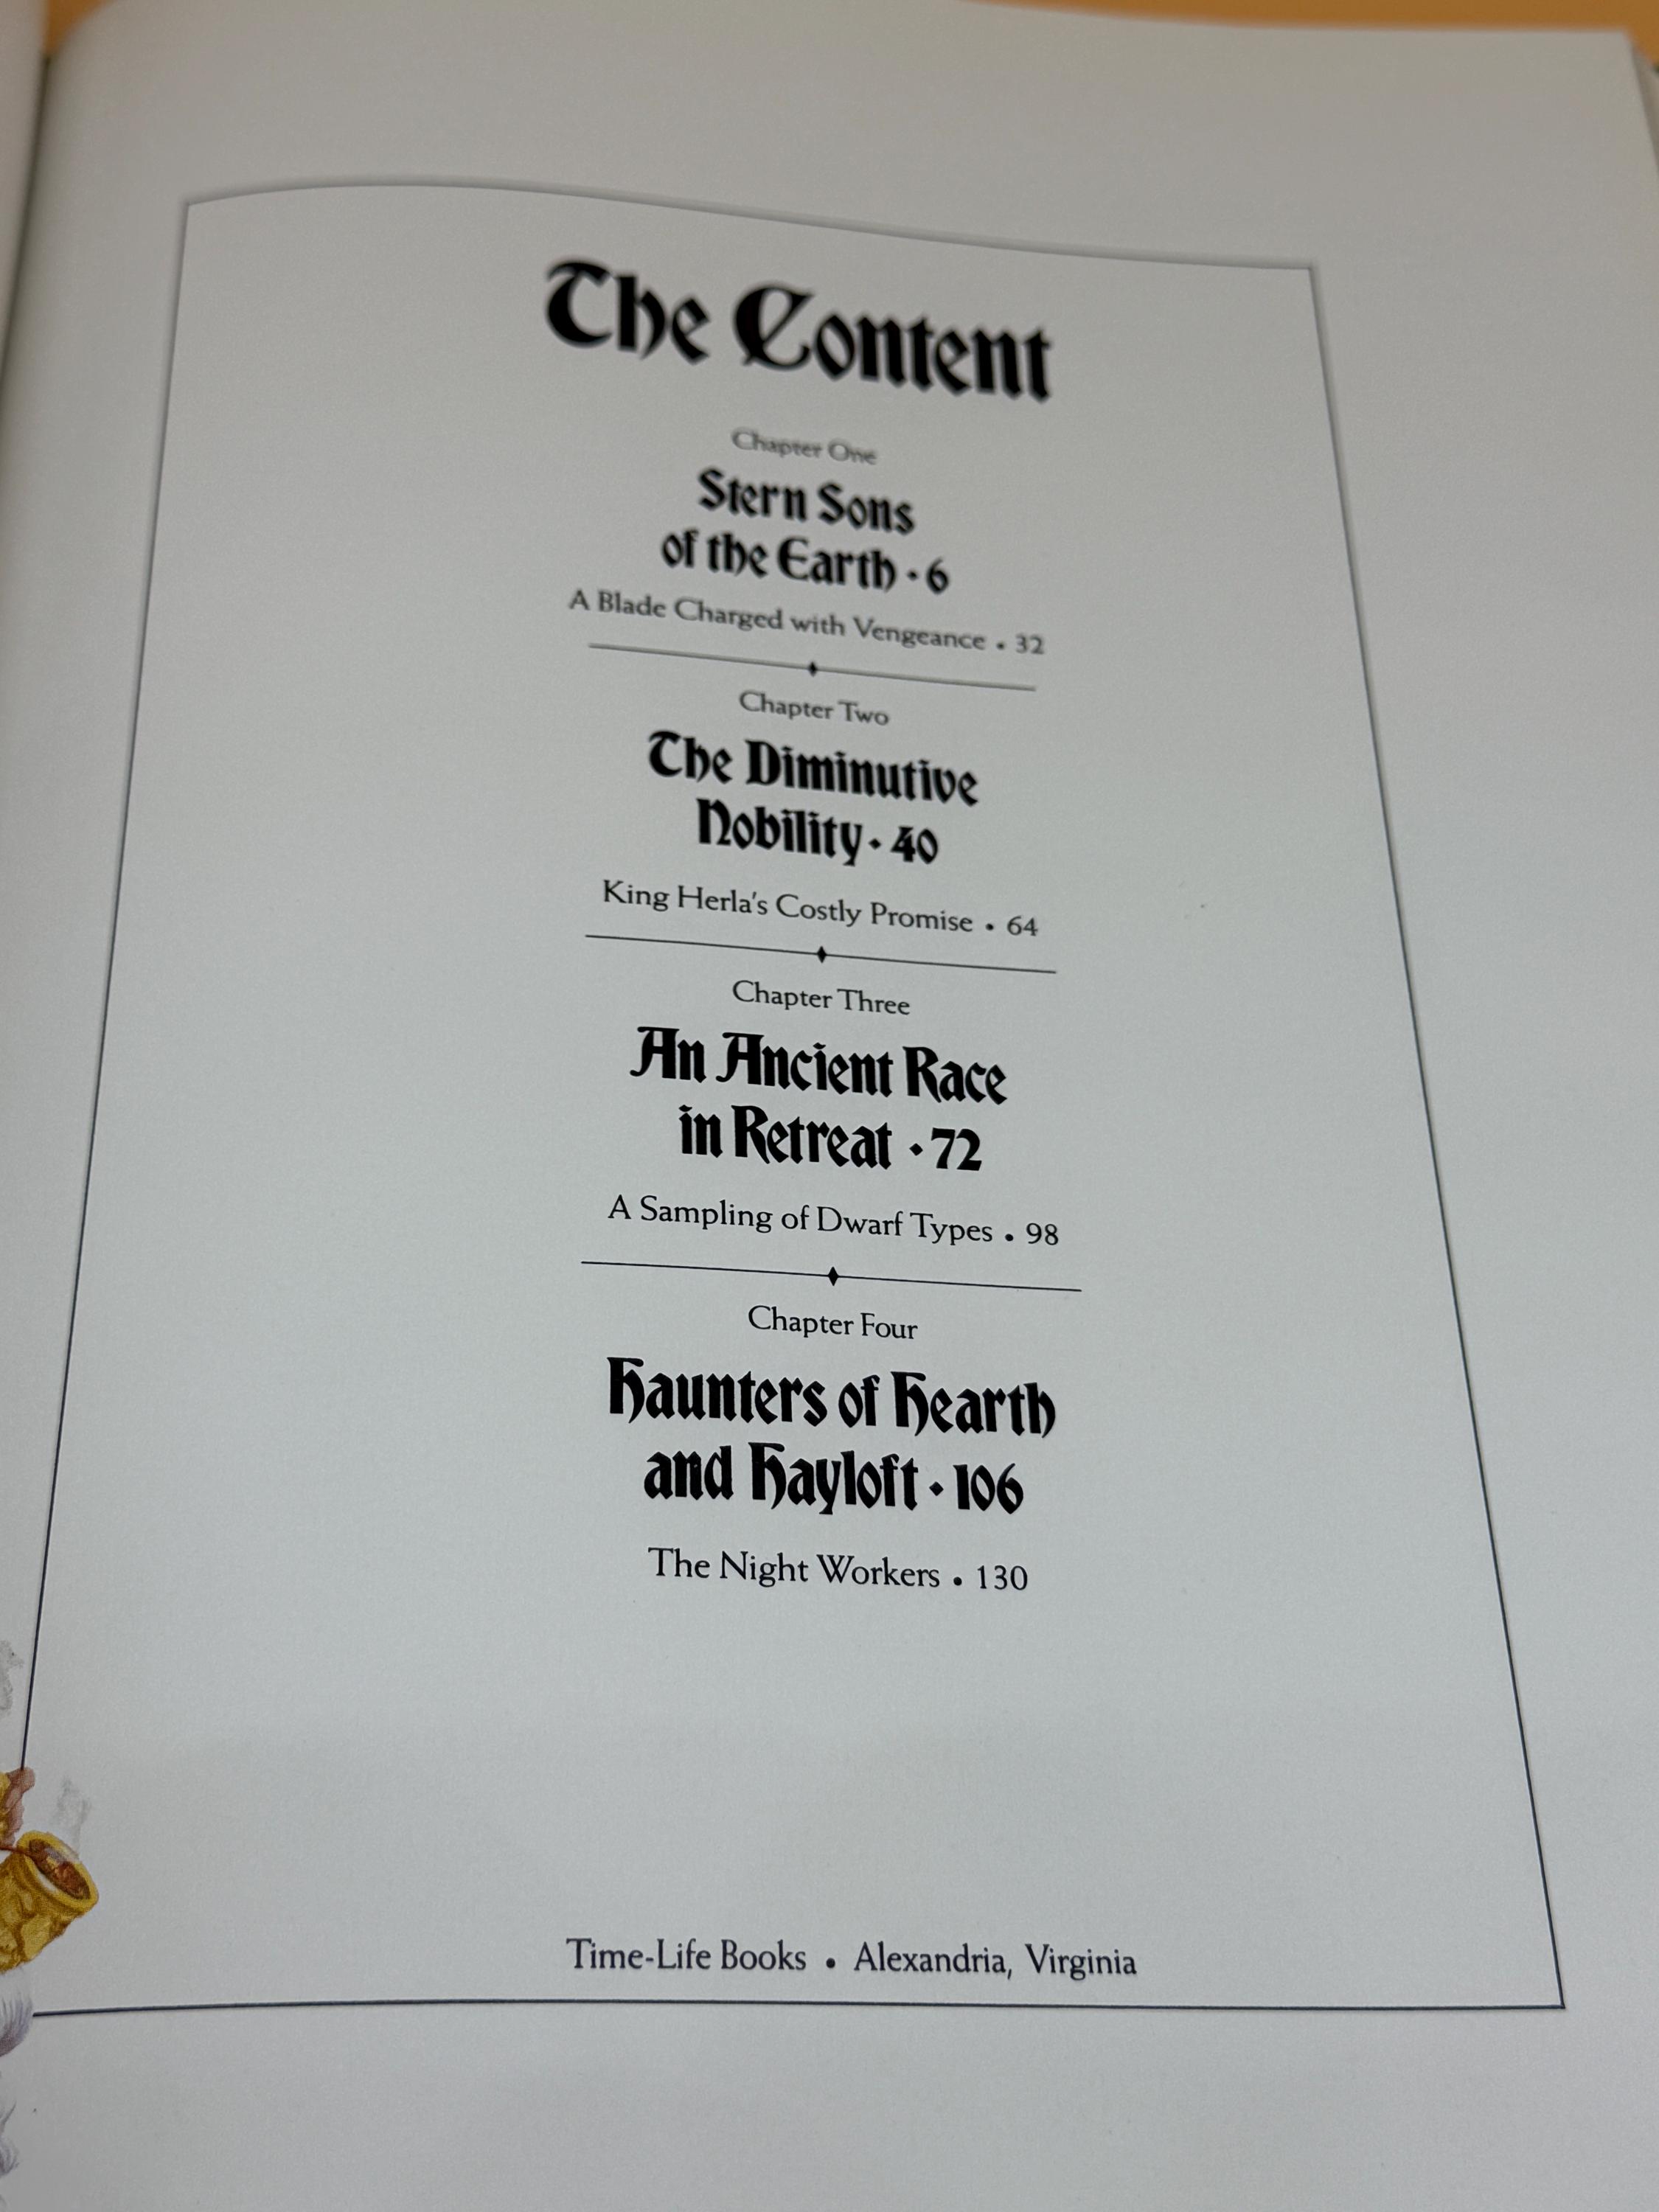 The Content
Chapter One
Stern Sons
of the Earth · 6
A Blade Charged with Vengeance • 32
Chapter Two
The Diminutive
Nobility · 40
King Herla's Costly Promise • 64
Chapter Three
An Ancient Race
in Retreat · 72
A Sampling of Dwarf Types • 98
Chapter Four
Haunters of Hearth
and Hayloft · 106
The Night Workers • 130
Time-Life Books • Alexandria, Virginia